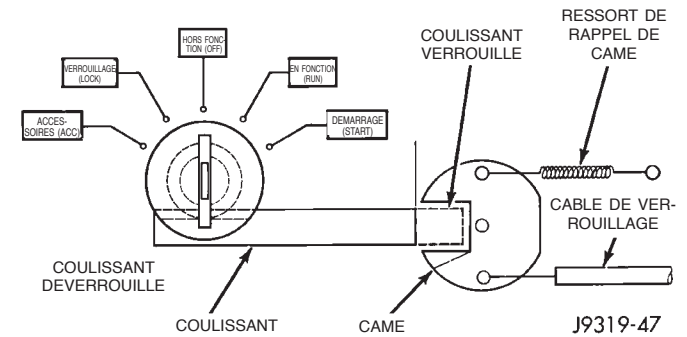 RESSORT DE
RAPPEL DE
CAME
COULISSANT
VERROUILLE
HORS FONC-
TION (OFF)
VERROUILLAGE
(LOCK)
EN FONCTION
(RUN)
ACCES-
SOIRES (ACC)
DEMARRAGE
(START)
CABLE DE VER-
ROUILLAGE
COULISSANT
DEVERROUILLE
COULISSANT
CAME
J9319-47